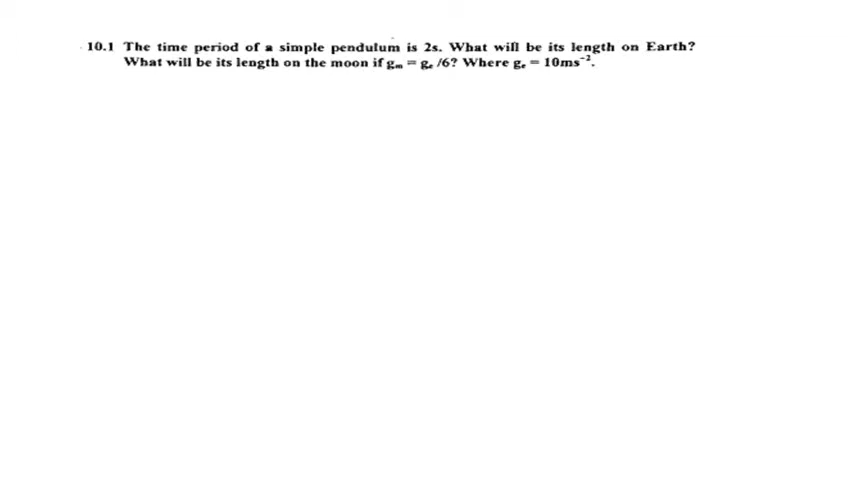 10.1 The time period of a simple pendulum is 2s. What will be its length on Earth?
What will be its length on the moon if gₘ = gₑ /6? Where gₑ = 10ms⁻².